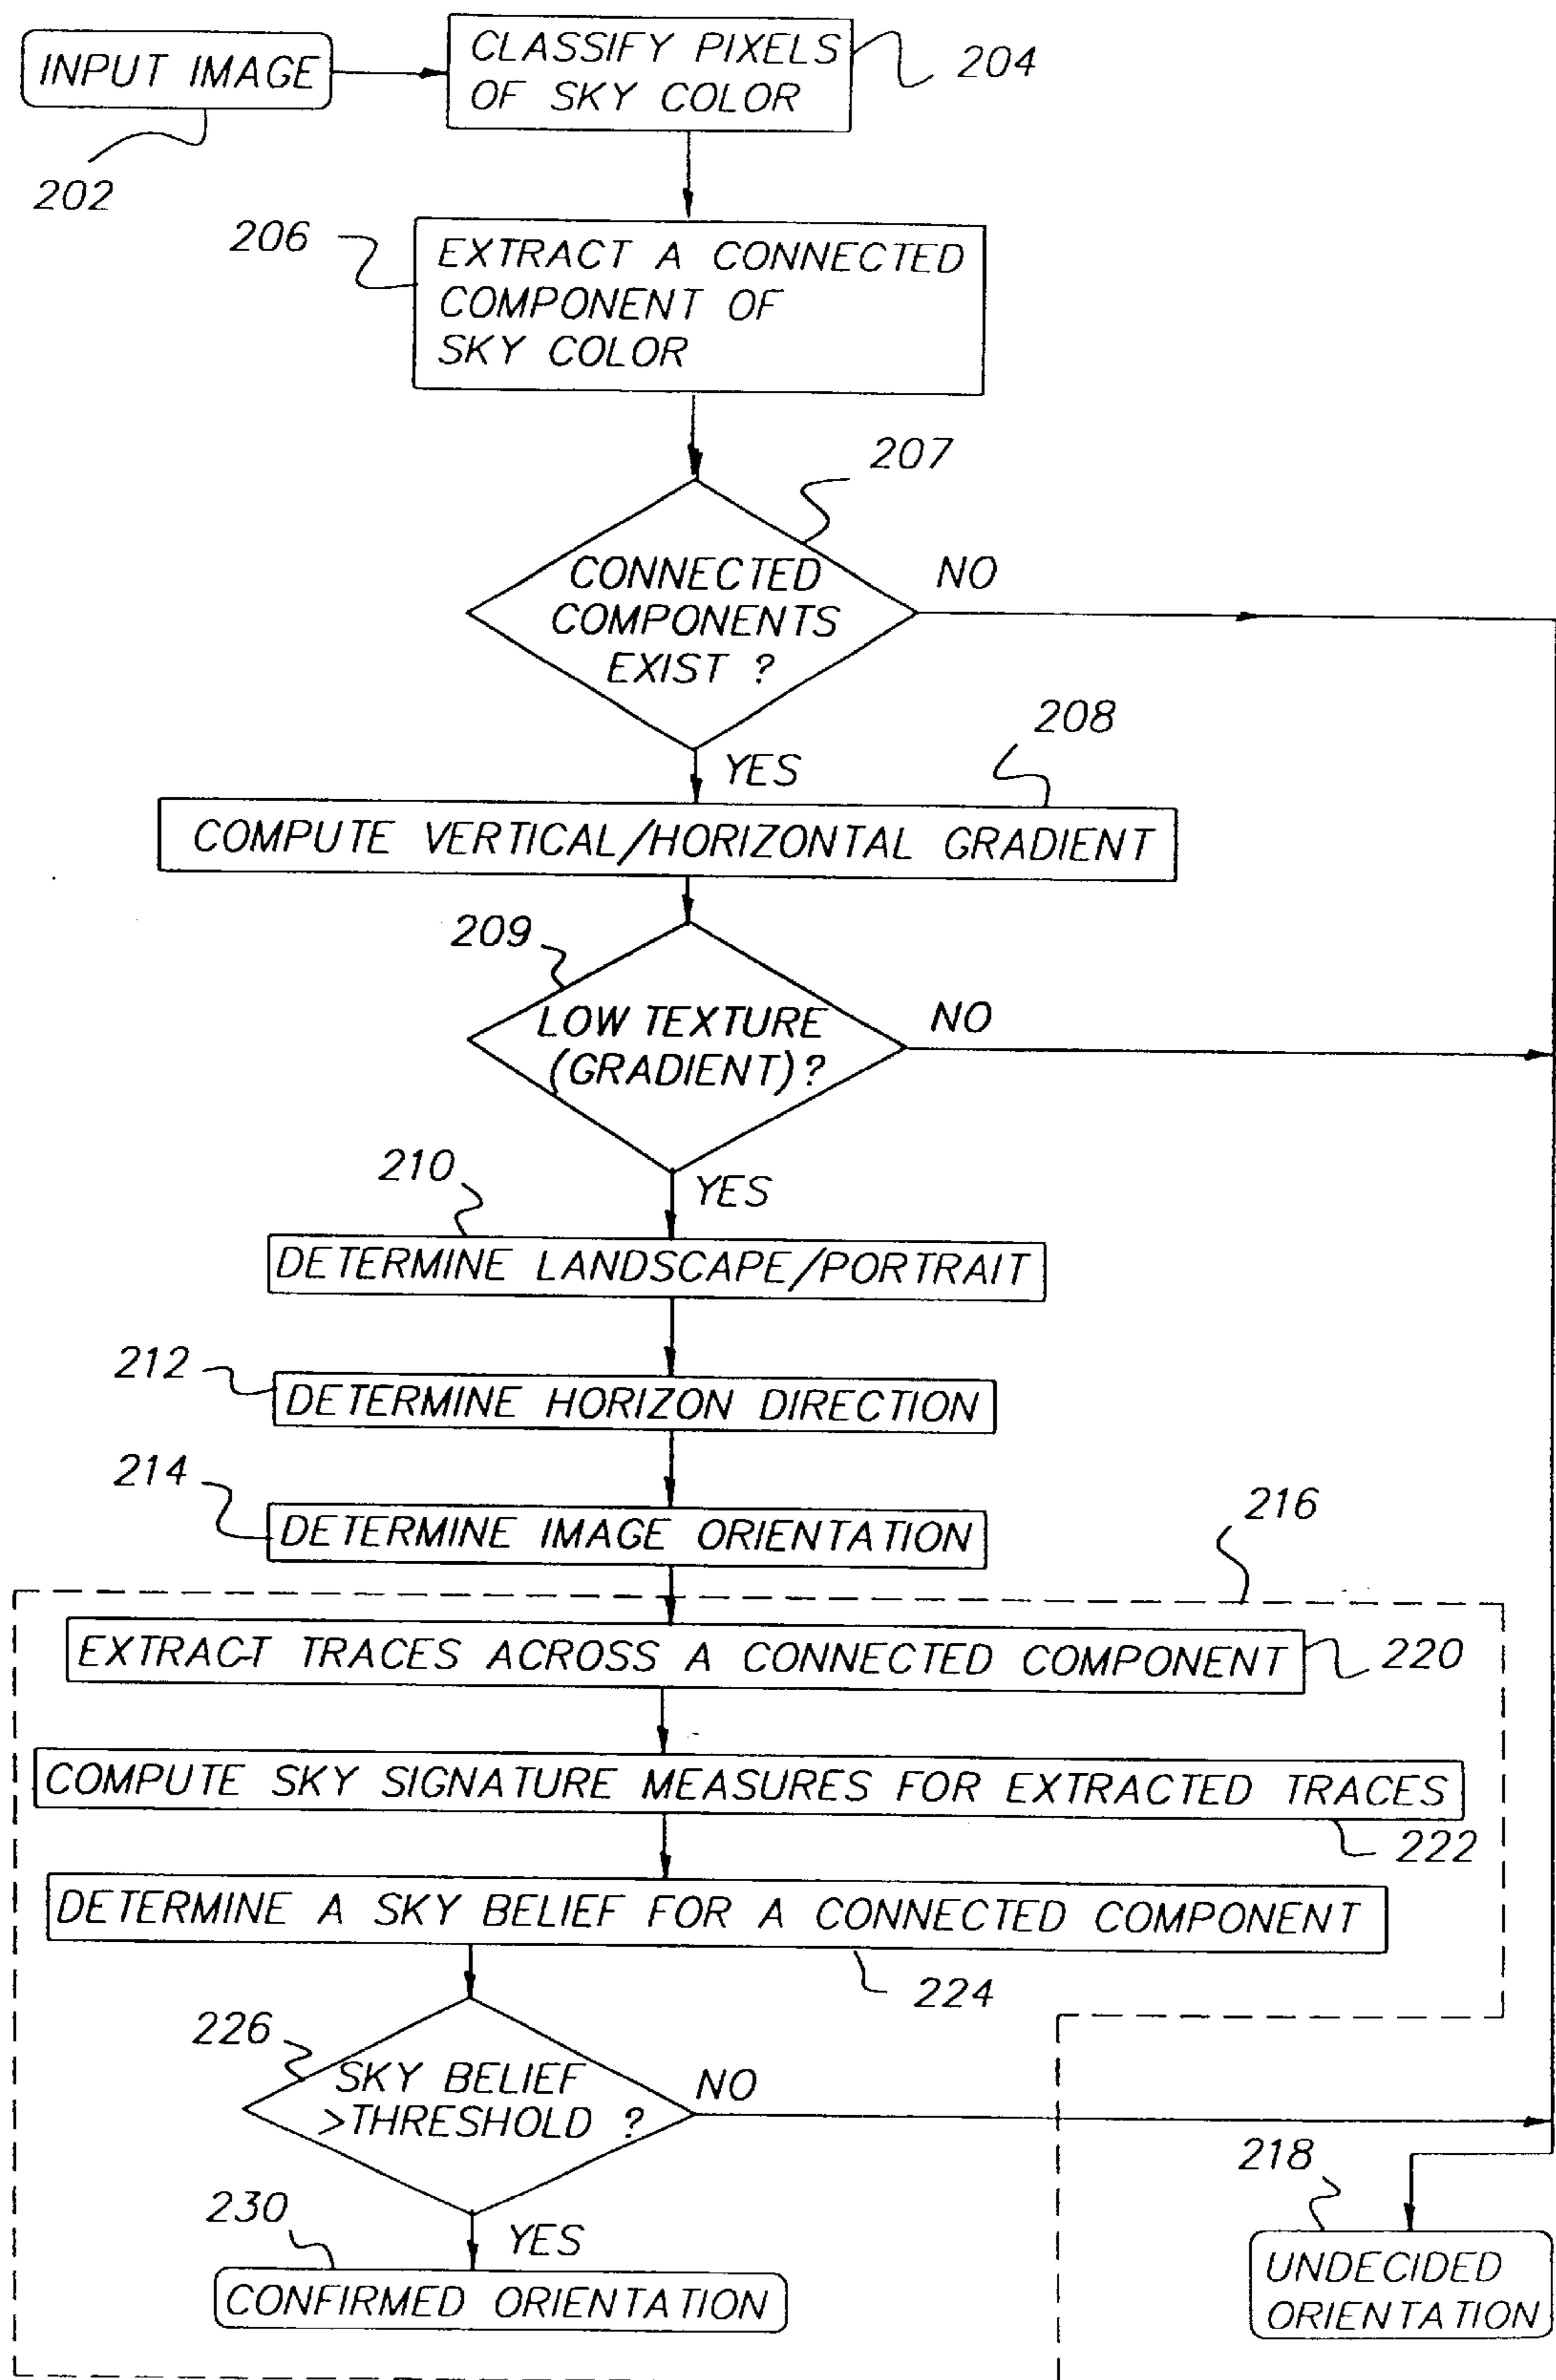 INPUT IMAGE
202
CLASSIFY PIXELS
OF SKY COLOR
204
206
EXTRACT A CONNECTED
COMPONENT OF
SKY COLOR
207
CONNECTED
COMPONENTS
EXIST ?
NO
YES
208
COMPUTE VERTICAL/HORIZONTAL GRADIENT
209
LOW TEXTURE
(GRADIENT)?
NO
YES
210
DETERMINE LANDSCAPE/PORTRAIT
212
DETERMINE HORIZON DIRECTION
214
DETERMINE IMAGE ORIENTATION
216
EXTRACT TRACES ACROSS A CONNECTED COMPONENT
220
COMPUTE SKY SIGNATURE MEASURES FOR EXTRACTED TRACES
222
DETERMINE A SKY BELIEF FOR A CONNECTED COMPONENT
224
226
SKY BELIEF
>THRESHOLD ?
NO
YES
230
CONFIRMED ORIENTATION
218
UNDECIDED
ORIENTATION